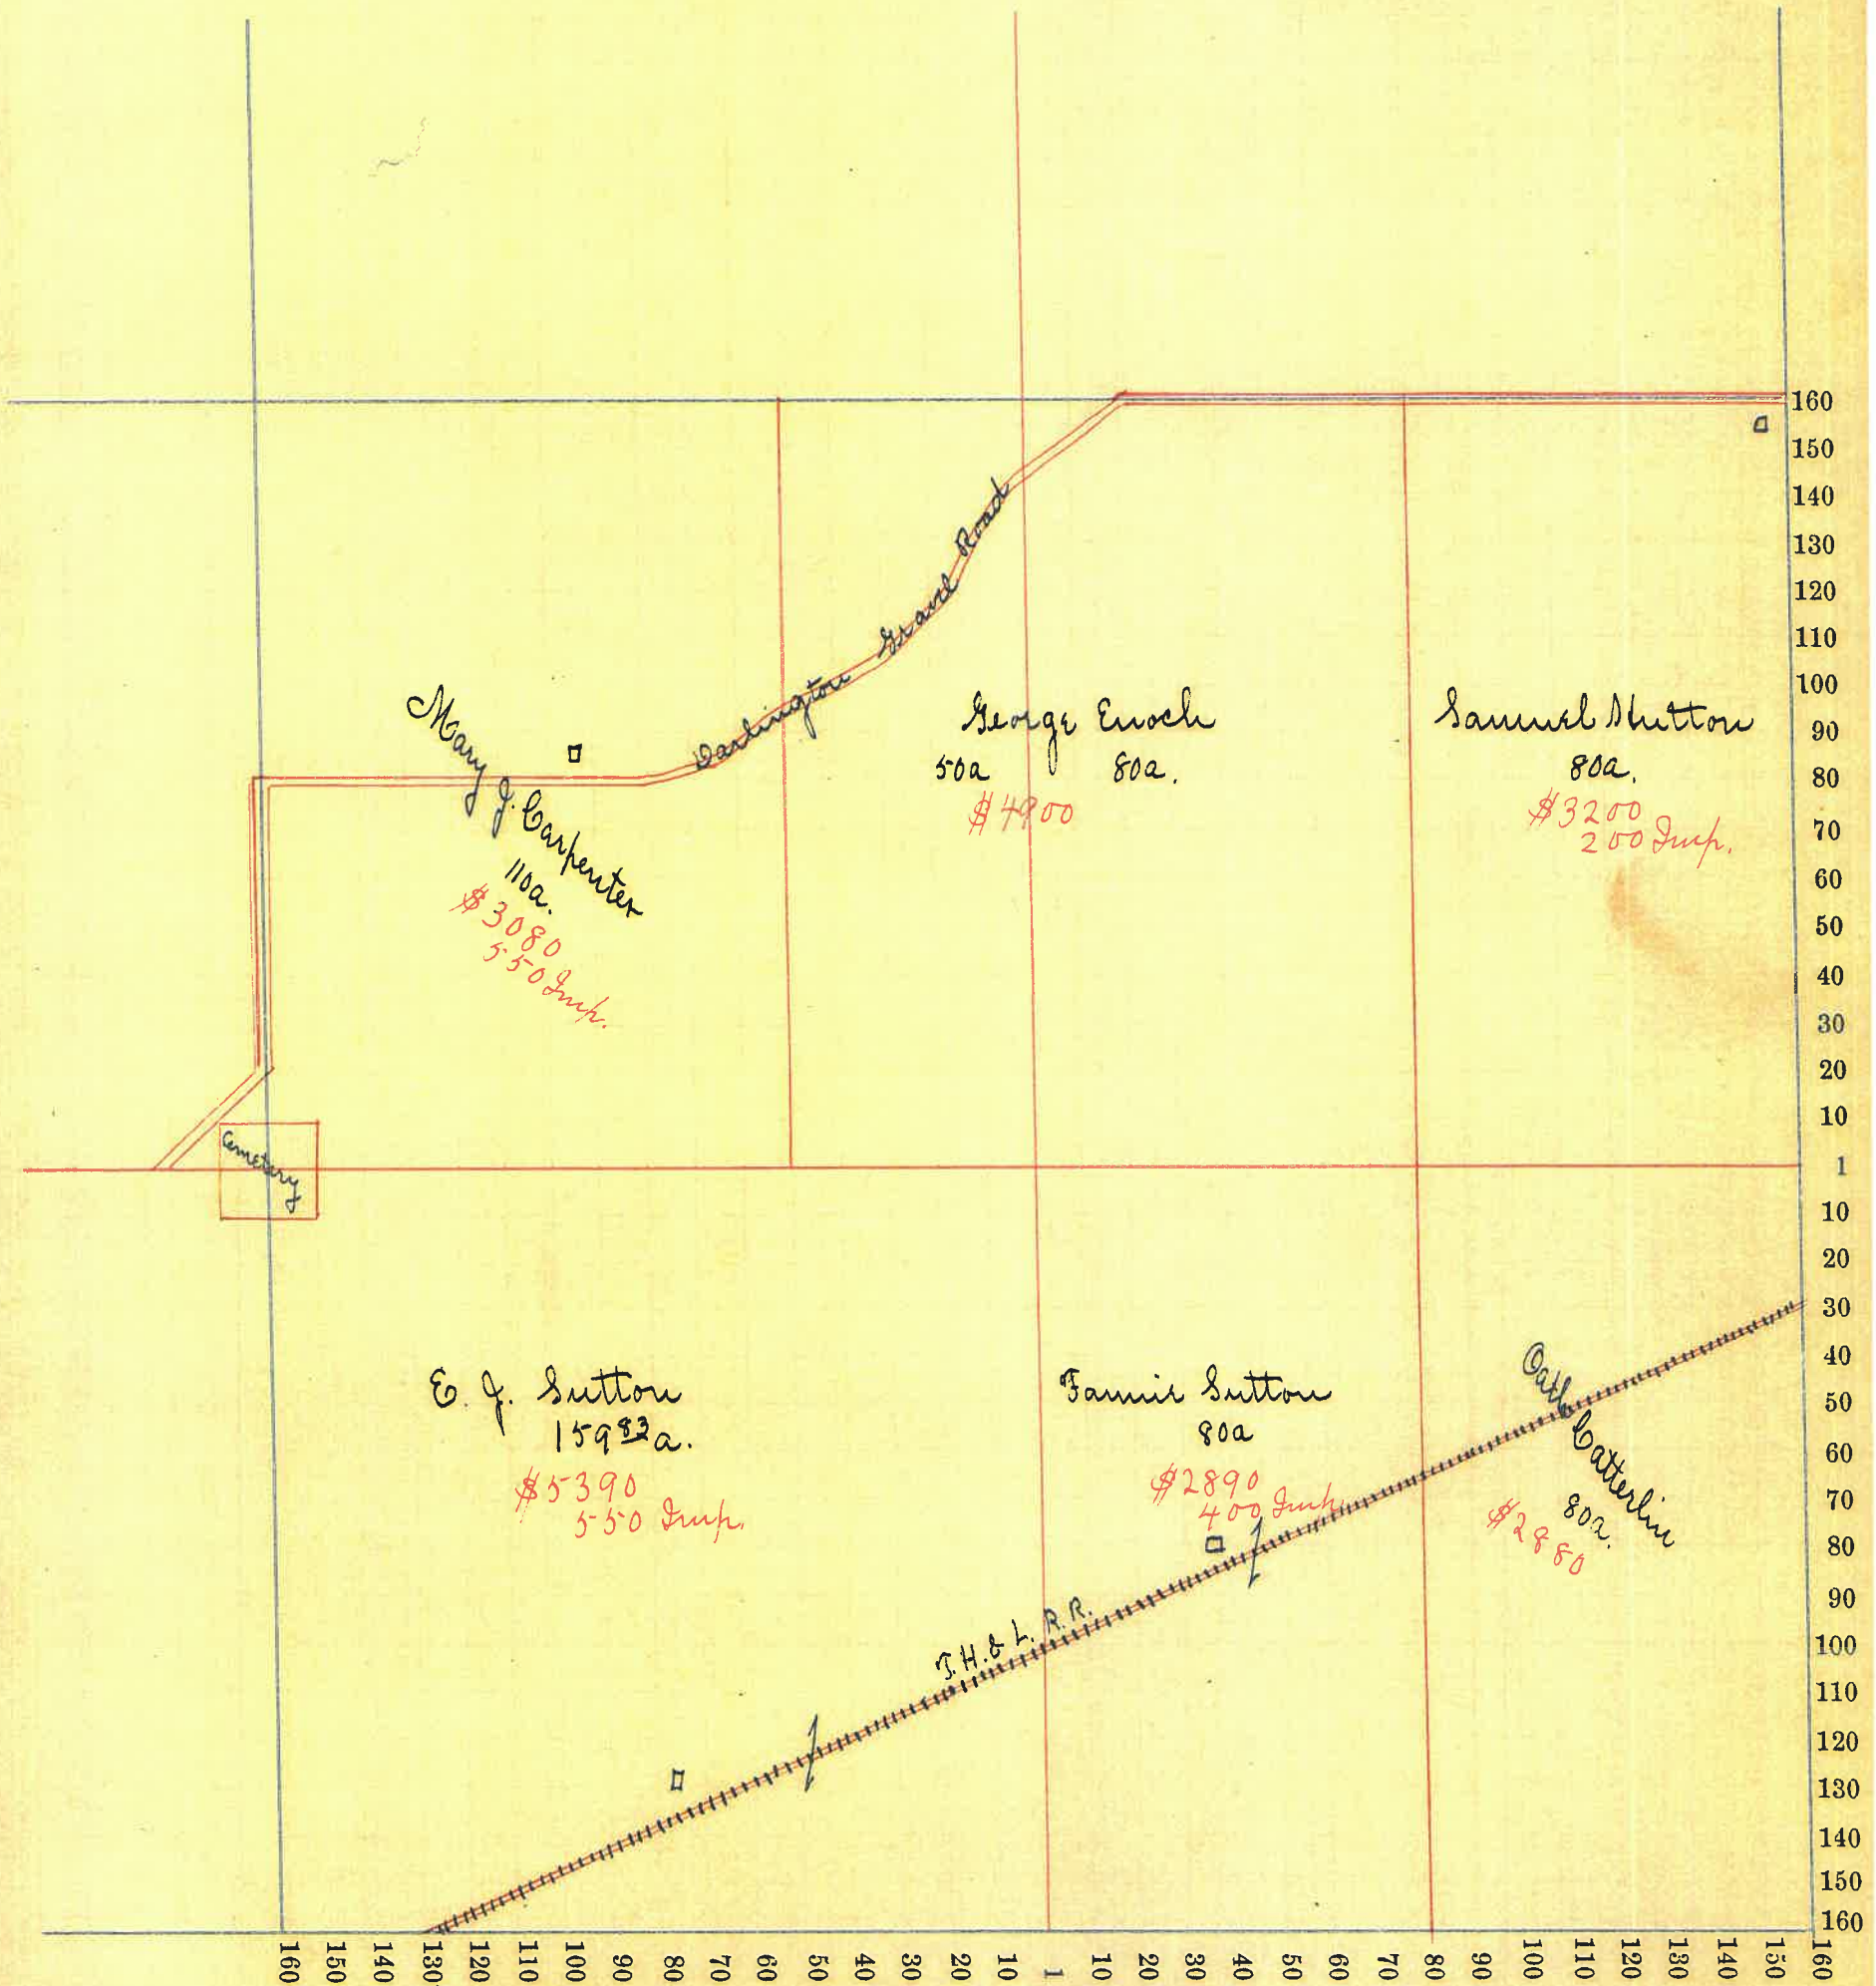 Darlington Gravel Road
Mary J. Carpenter
110a.
$3080
550 Imp.
George Enoch
50a 80a.
$4900
Samuel Hutton
80a.
$3200
200 Imp.
Cemetery
E. J. Sutton
159 83 a.
$5390
550 Imp.
Fannie Sutton
80a
$2890
400 Imp.
Catterlin
80a.
$2880
T. H. & L. R. R.
160
150
140
130
120
110
100
90
80
70
60
50
40
30
20
10
1
10
20
30
40
50
60
70
80
90
100
110
120
130
140
150
160
160 150 140 130 120 110 100 90 80 70 60 50 40 30 20 10 1 10 20 30 40 50 60 70 80 90 100 110 120 130 140 150 160